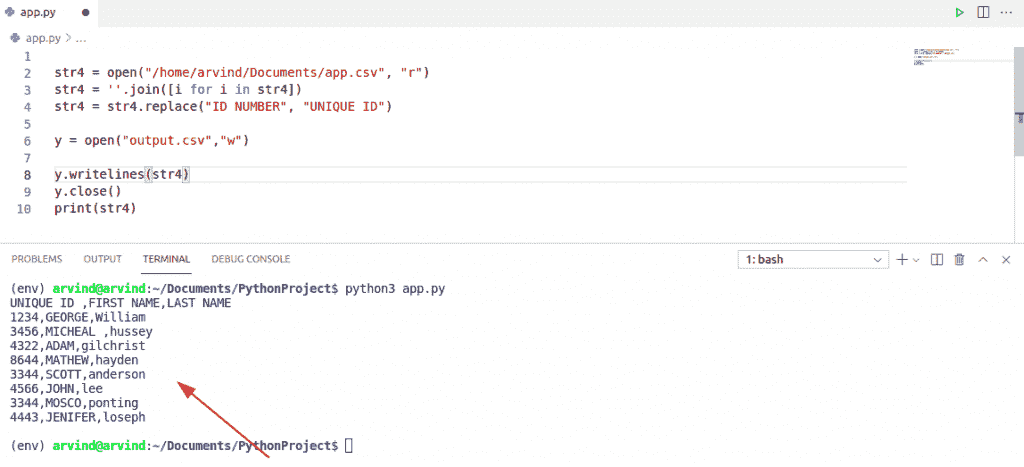 app.py
app.py > ...
1
2 str4 = open("/home/arvind/Documents/app.csv", "r")
3 str4 = ''.join([i for i in str4])
4 str4 = str4.replace("ID NUMBER", "UNIQUE ID")
5
6 y = open("output.csv","w")
7
8 y.writelines(str4)
9 y.close()
10 print(str4)
PROBLEMS OUTPUT TERMINAL DEBUG CONSOLE 1: bash
(env) arvind@arvind:~/Documents/PythonProject$ python3 app.py
UNIQUE ID ,FIRST NAME,LAST NAME
1234,GEORGE,William
3456,MICHEAL ,hussey
4322,ADAM,gilchrist
8644,MATHEW,hayden
3344,SCOTT,anderson
4566,JOHN,lee
3344,MOSCO,ponting
4443,JENIFER,loseph
(env) arvind@arvind:~/Documents/PythonProject$